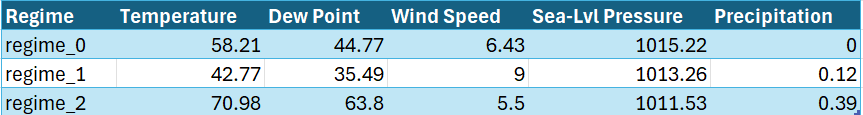 Regime Temperature Dew Point Wind Speed Sea-Lvl Pressure Precipitation
regime_0 58.21 44.77 6.43 1015.22 0
regime_1 42.77 35.49 9 1013.26 0.12
regime_2 70.98 63.8 5.5 1011.53 0.39